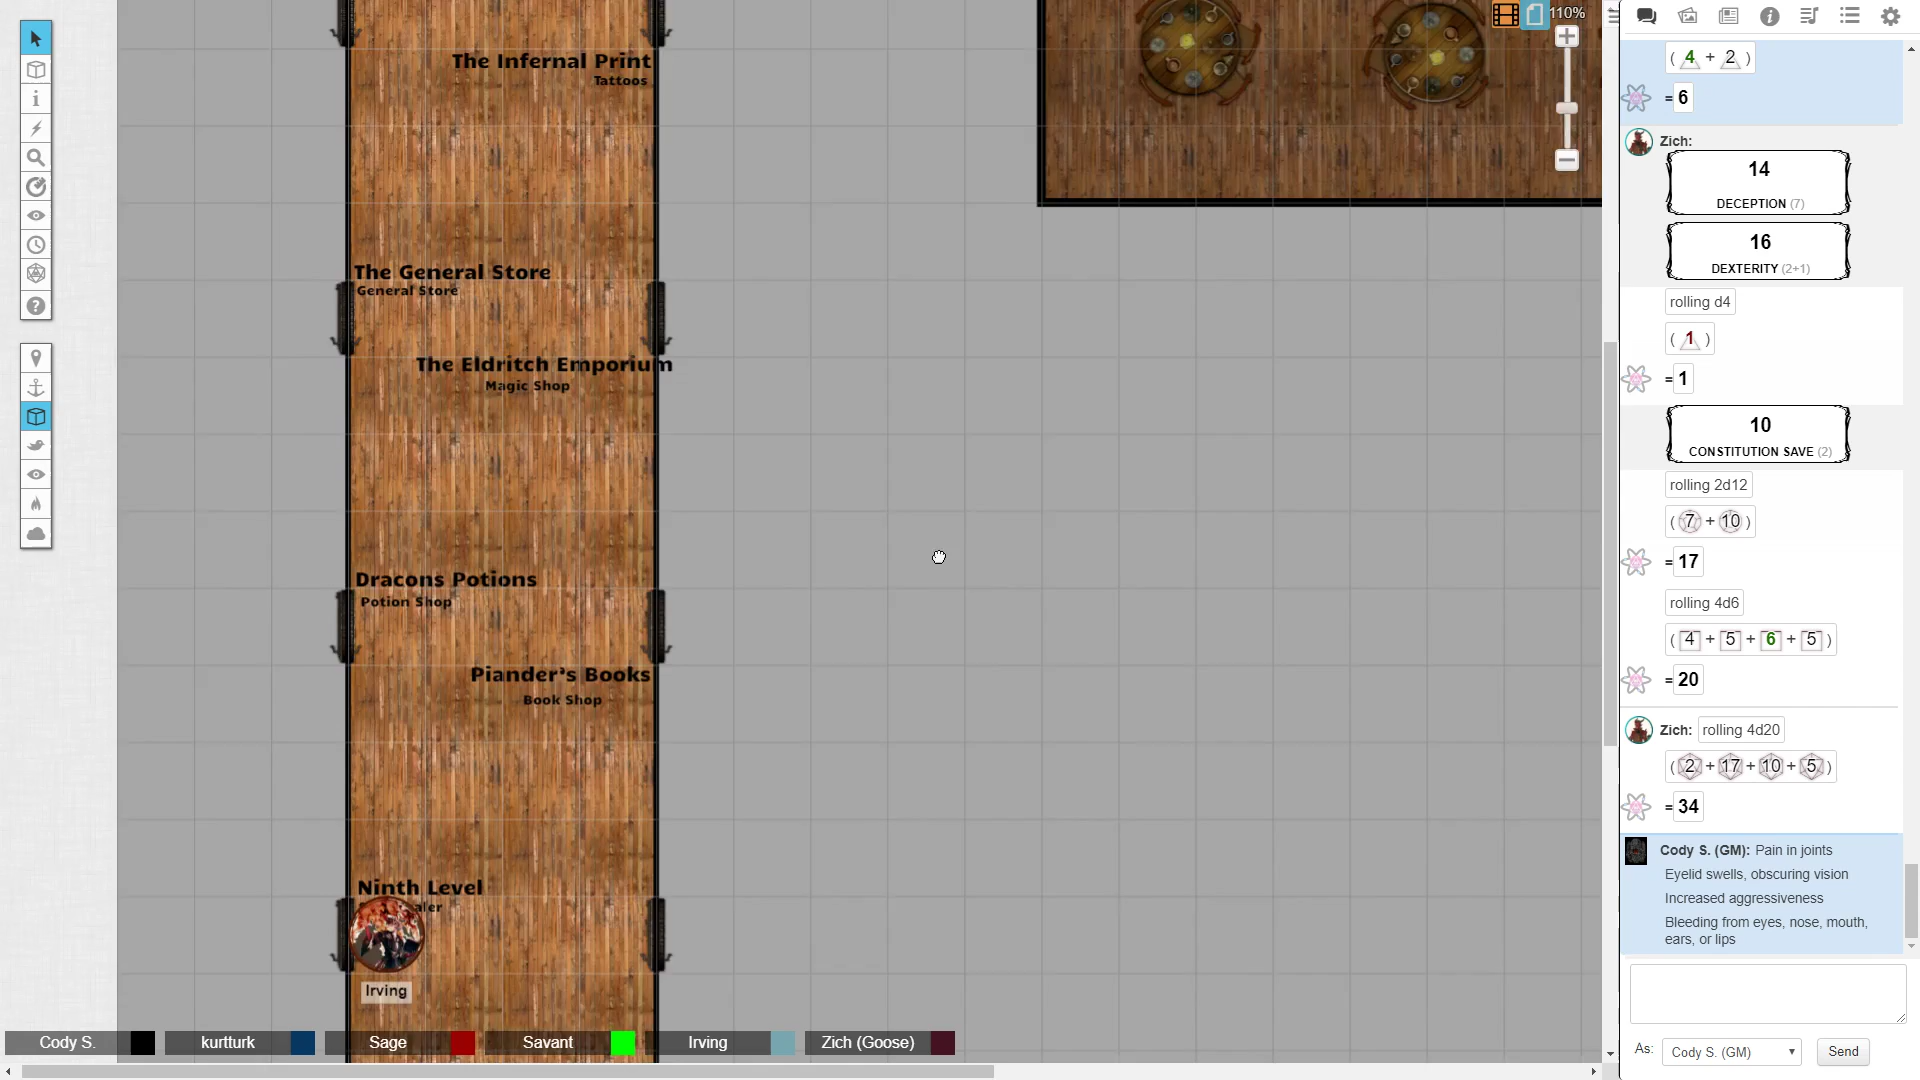 The Infernal Print
Tattoos
The General Store
General Store
The Eldritch Emporium
Magic Shop
Dracons Potions
Potion Shop
Piander's Books
Book Shop
Ninth Level
aler
Irving
Cody S.
kurtturk
Sage
Savant
Irving
Zich (Goose)
110%
( 4 + 2 )
= 6
Zich:
14
DECEPTION (7)
16
DEXTERITY (2+1)
rolling d4
( 1 )
= 1
10
CONSTITUTION SAVE (2)
rolling 2d12
( 7 + 10 )
= 17
rolling 4d6
( 4 + 5 + 6 + 5 )
= 20
Zich: rolling 4d20
( 2 + 17 + 10 + 5 )
= 34
Cody S. (GM): Pain in joints
Eyelid swells, obscuring vision
Increased aggressiveness
Bleeding from eyes, nose, mouth,
ears, or lips
As: Cody S. (GM) Send